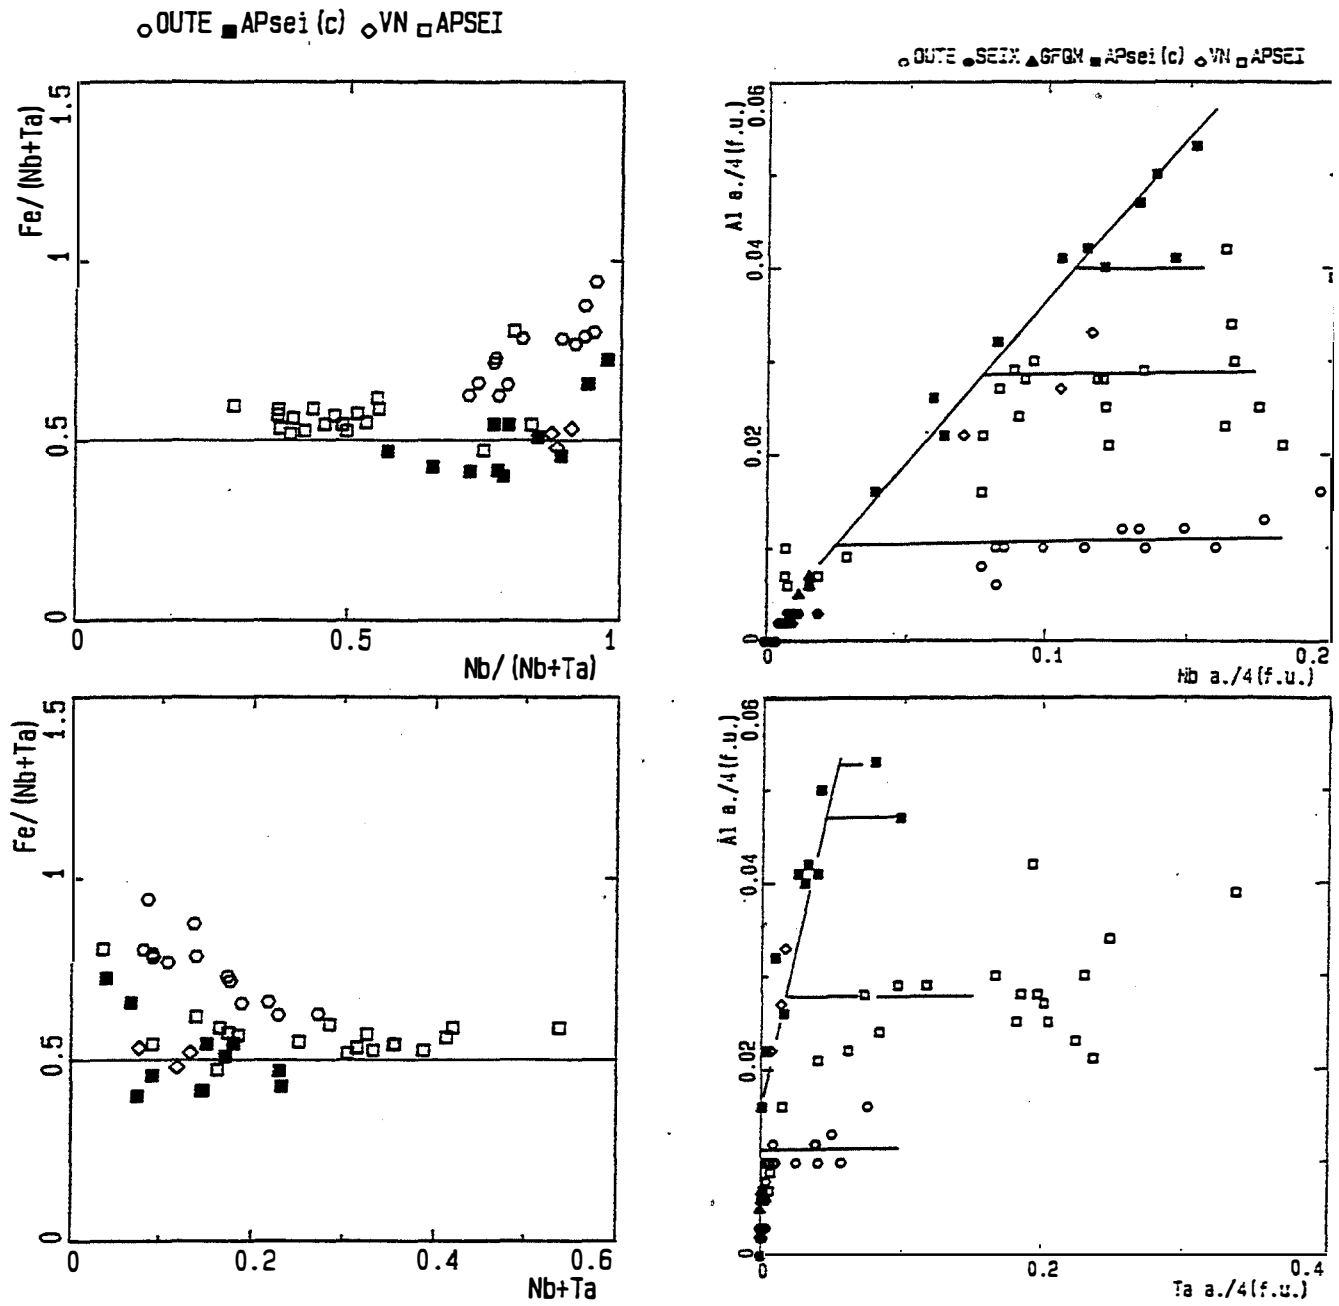 OUTE APsei (c) VN APSEI
Fe/(Nb+Ta)
1.5
1
0.5
0
0 0.5 1
Nb/(Nb+Ta)
OUTE SEIX GFQM APsei (c) VN APSEI
Al a./4(f.u.)
0.06
0.04
0.02
0
0 0.1 0.2
Nb a./4(f.u.)
Fe/(Nb+Ta)
1.5
1
0.5
0
0 0.2 0.4 0.6
Nb+Ta
Al a./4(f.u.)
0.06
0.04
0.02
0
0 0.2 0.4
Ta a./4(f.u.)